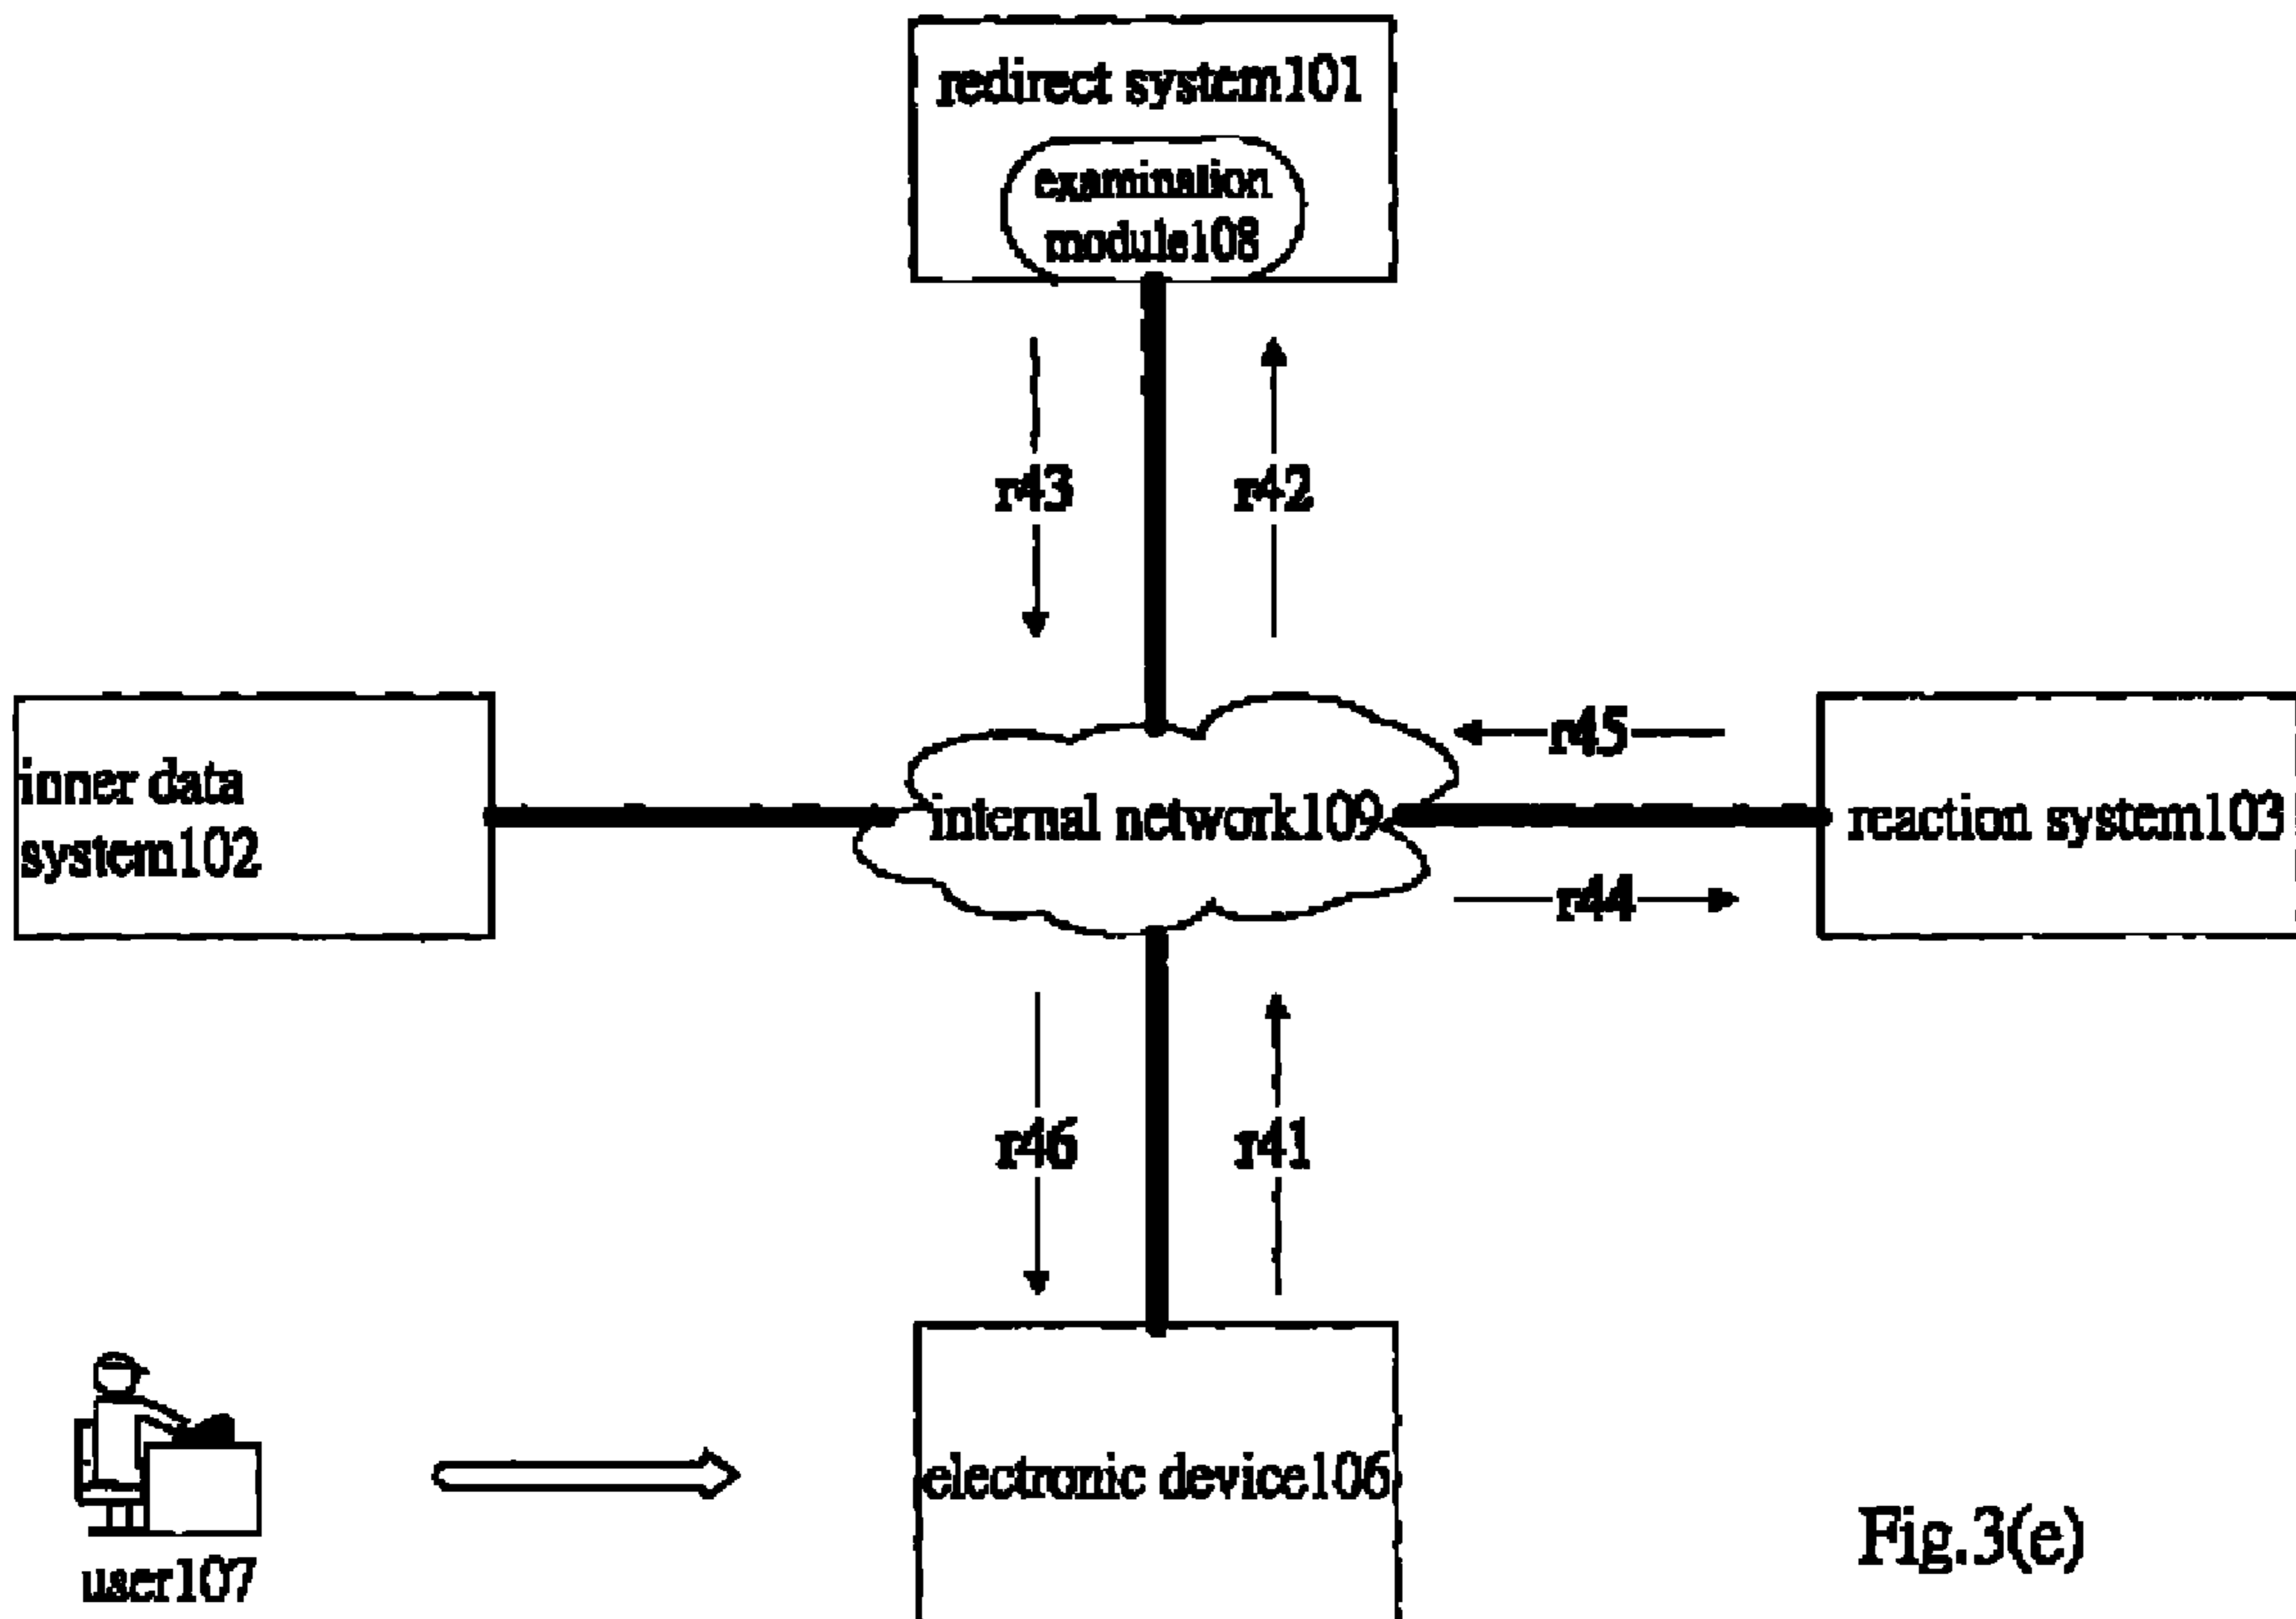 redirect system101
examination
module108
r43
r42
r45
inner data
system102
internal network109
reaction system103
r44
r46
r41
electronic device106
user107
Fig.3(e)